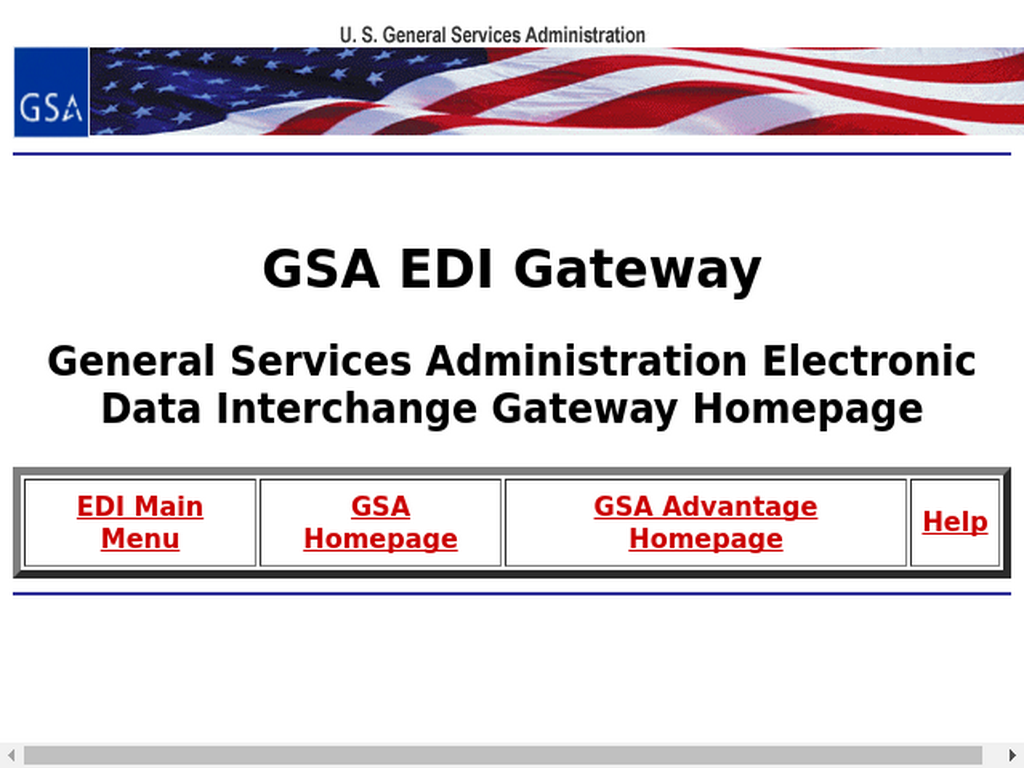 U. S. General Services Administration
GSA
GSA EDI Gateway
General Services Administration Electronic
Data Interchange Gateway Homepage
EDI Main
Menu
GSA
Homepage
GSA Advantage
Homepage
Help